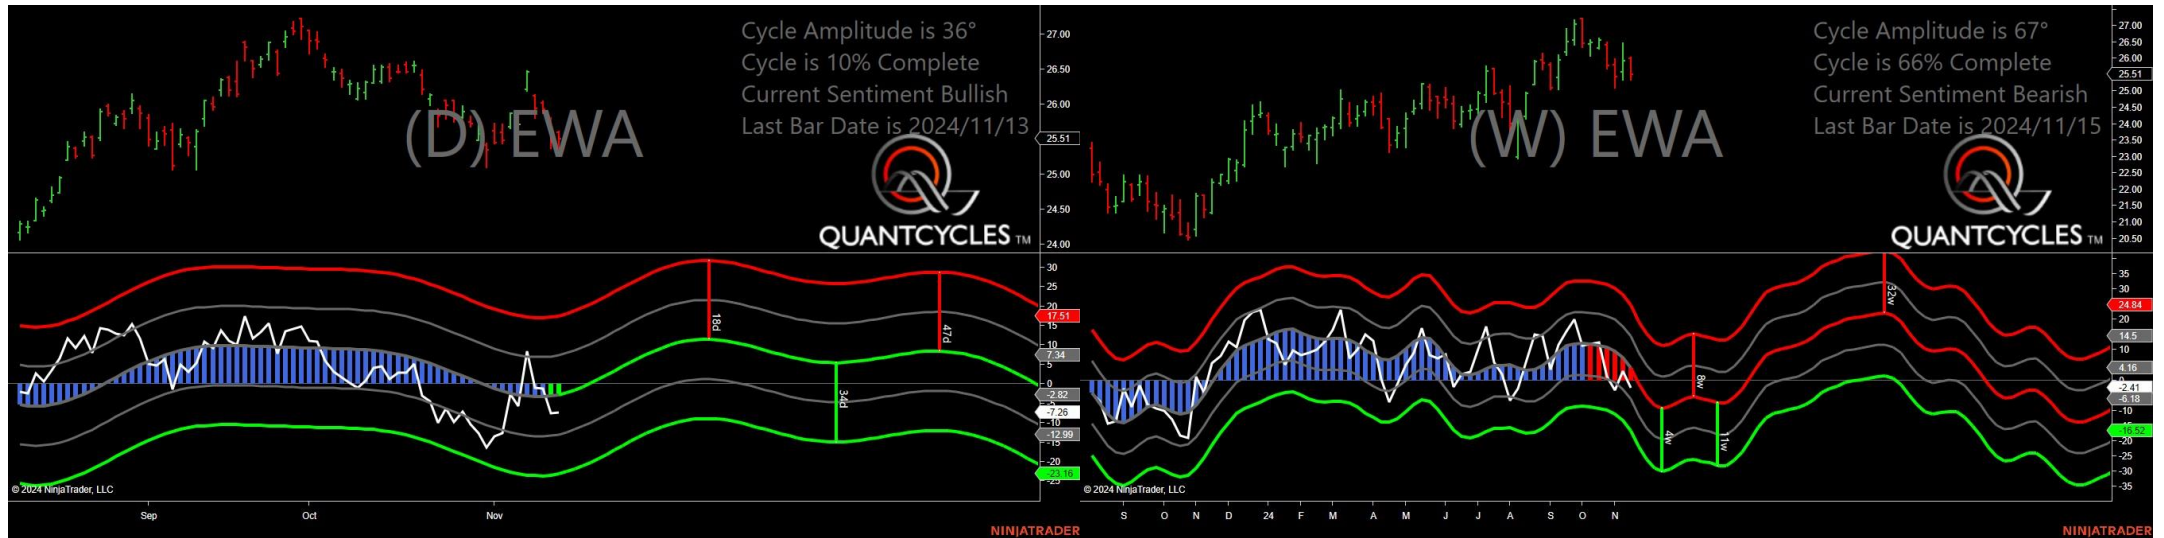 Cycle Amplitude is 36°
Cycle is 10% Complete
Current Sentiment Bullish
Last Bar Date is 2024/11/13
(D) EWA
QUANTCYCLES TM
27.00
26.50
26.00
25.51
25.00
24.50
24.00
30
25
20
17.51
15
10
7.34
5
0
-2.82
-7.26
-12.99
-15
-20
-23.16
-25
18d
34d
47d
© 2024 NinjaTrader, LLC
Sep
Oct
Nov
NINJATRADER
Cycle Amplitude is 67°
Cycle is 66% Complete
Current Sentiment Bearish
Last Bar Date is 2024/11/15
(W) EWA
QUANTCYCLES TM
27.00
26.50
26.00
25.51
25.00
24.50
24.00
23.50
23.00
22.50
22.00
21.50
21.00
20.50
35
30
24.84
20
14.5
10
4.16
-2.41
-6.18
-10
-16.52
-20
-25
-30
-35
4w
8w
11w
32w
© 2024 NinjaTrader, LLC
S
O
N
D
24
F
M
A
M
J
J
A
S
O
N
NINJATRADER